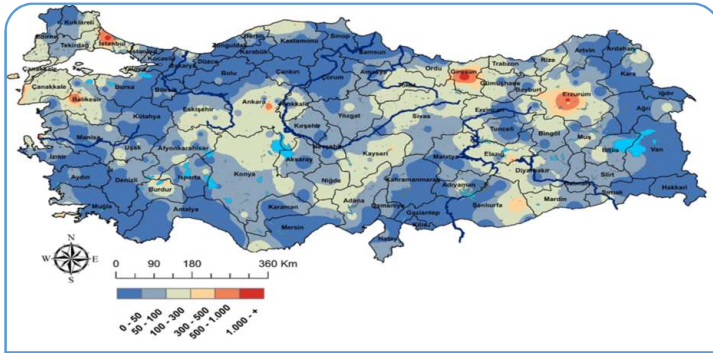 Kırklareli
Edirne
Tekirdağ
İstanbul
İstanbul
Kocaeli
Yalova
Sakarya
Düzce
Zonguldak
Bartın
Karabük
Kastamonu
Sinop
Samsun
Çanakkale
Çanakkale
Balıkesir
Bursa
Bilecik
Bolu
Çankırı
Çorum
Amasya
Tokat
Ordu
Giresun
Trabzon
Rize
Artvin
Ardahan
Kars
Iğdır
Gümüşhane
Bayburt
Erzurum
Ağrı
Kütahya
Eskişehir
Ankara
Kırıkkale
Yozgat
Sivas
Erzincan
Tunceli
Bingöl
Muş
Bitlis
Van
Manisa
Uşak
Afyonkarahisar
Kırşehir
Nevşehir
Aksaray
Kayseri
Malatya
Elazığ
Diyarbakır
Batman
Siirt
Şırnak
Hakkari
İzmir
Aydın
Denizli
Burdur
Isparta
Konya
Niğde
Kahramanmaraş
Adıyaman
Şanlıurfa
Mardin
Muğla
Antalya
Karaman
Mersin
Adana
Osmaniye
Gaziantep
Kilis
Hatay
N
W E
S
0 90 180 360 Km
0 - 50
50 - 100
100 - 300
300 - 500
500 - 1.000
1.000 - +